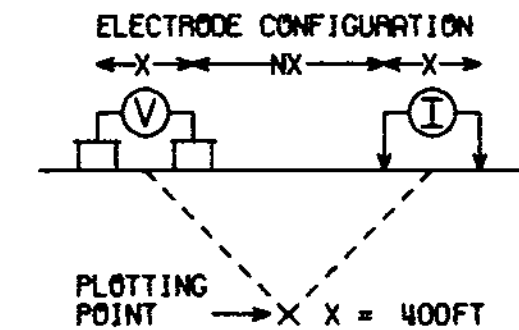 ELECTRODE CONFIGURATION
X NX X
V I
PLOTTING
POINT X X = 400FT